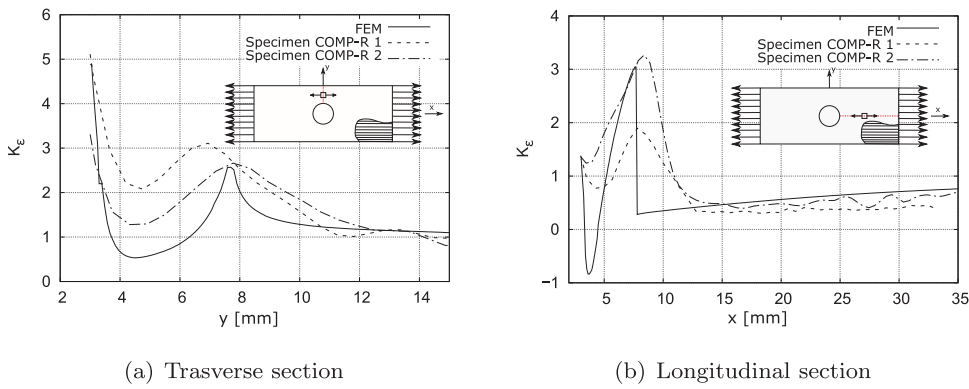 FEM
Specimen COMP-R 1
Specimen COMP-R 2
y
x
Kε
6
5
4
3
2
1
0
2 4 6 8 10 12 14
y [mm]
(a) Trasverse section
FEM
Specimen COMP-R 1
Specimen COMP-R 2
y
x
Kε
4
3
2
1
0
−1
5 10 15 20 25 30 35
x [mm]
(b) Longitudinal section